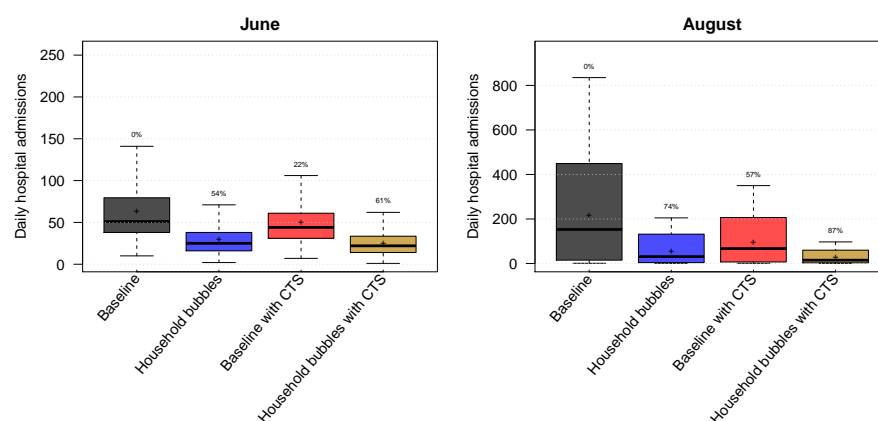 June
Daily hospital admissions
250
200
150
100
50
0
0%
54%
22%
61%
Baseline
Household bubbles
Baseline with CTS
Household bubbles with CTS
August
Daily hospital admissions
800
600
400
200
0
0%
74%
57%
87%
Baseline
Household bubbles
Baseline with CTS
Household bubbles with CTS